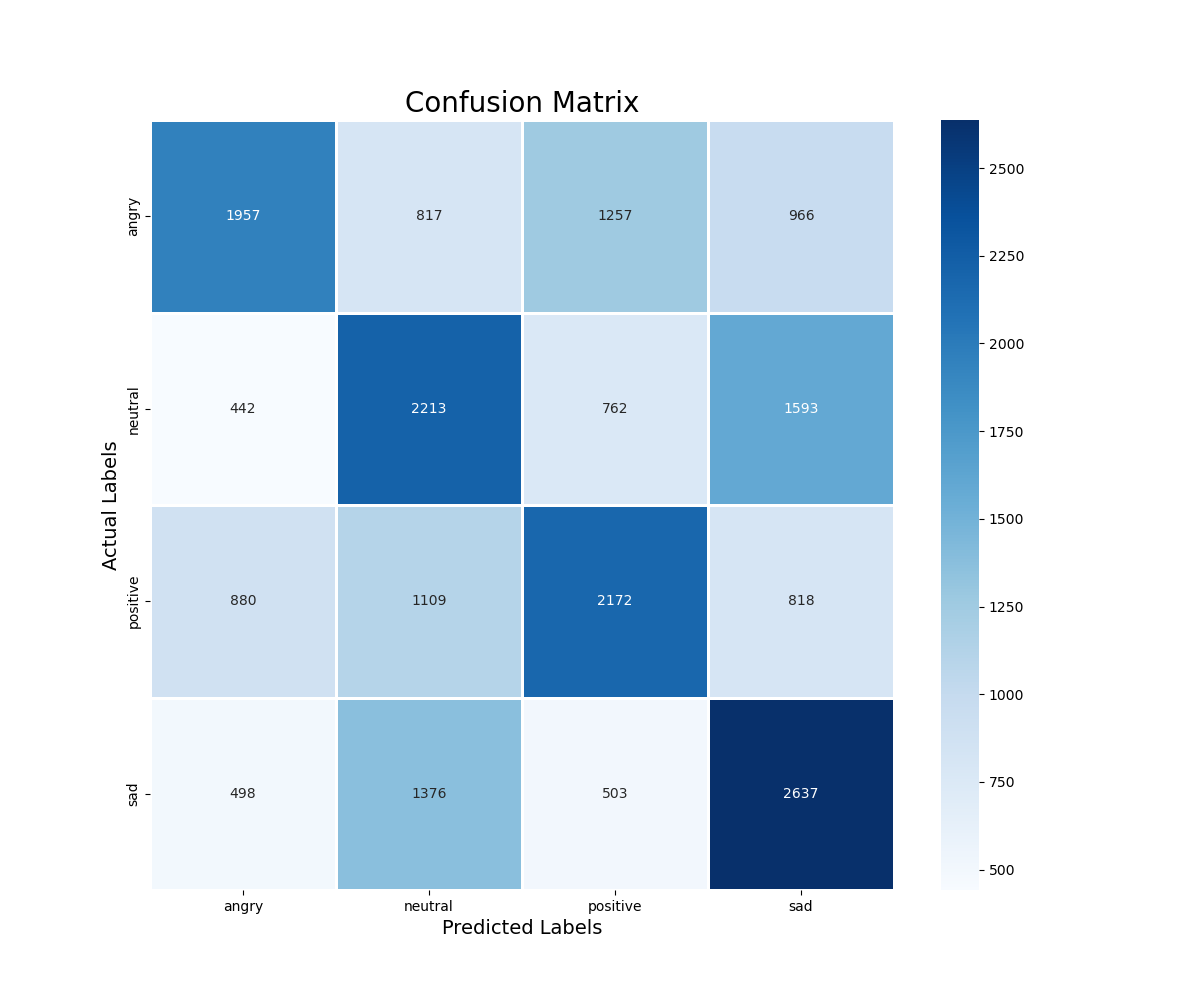 Confusion Matrix
angry 1957 817 1257 966
neutral 442 2213 762 1593
positive 880 1109 2172 818
sad 498 1376 503 2637
angry neutral positive sad
Predicted Labels
Actual Labels
2500
2250
2000
1750
1500
1250
1000
750
500